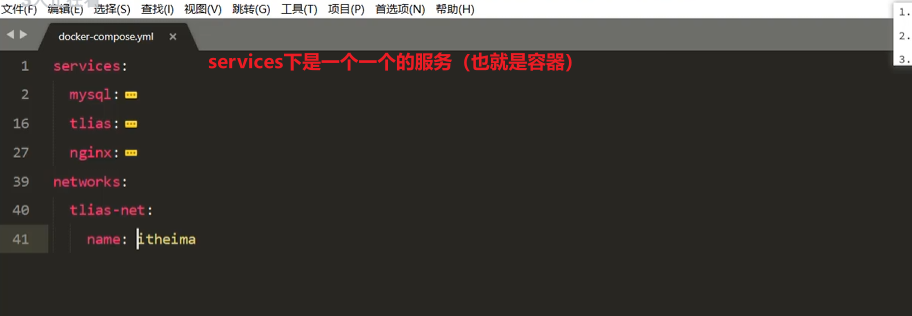 文件(F) 编辑(E) 选择(S) 查找(I) 视图(V) 跳转(G) 工具(T) 项目(P) 首选项(N) 帮助(H)
1.
2.
3.
docker-compose.yml ×
services下是一个一个的服务（也就是容器）
1 services:
2 mysql:
16 tlias:
27 nginx:
39 networks:
40 tlias-net:
41 name: itheima